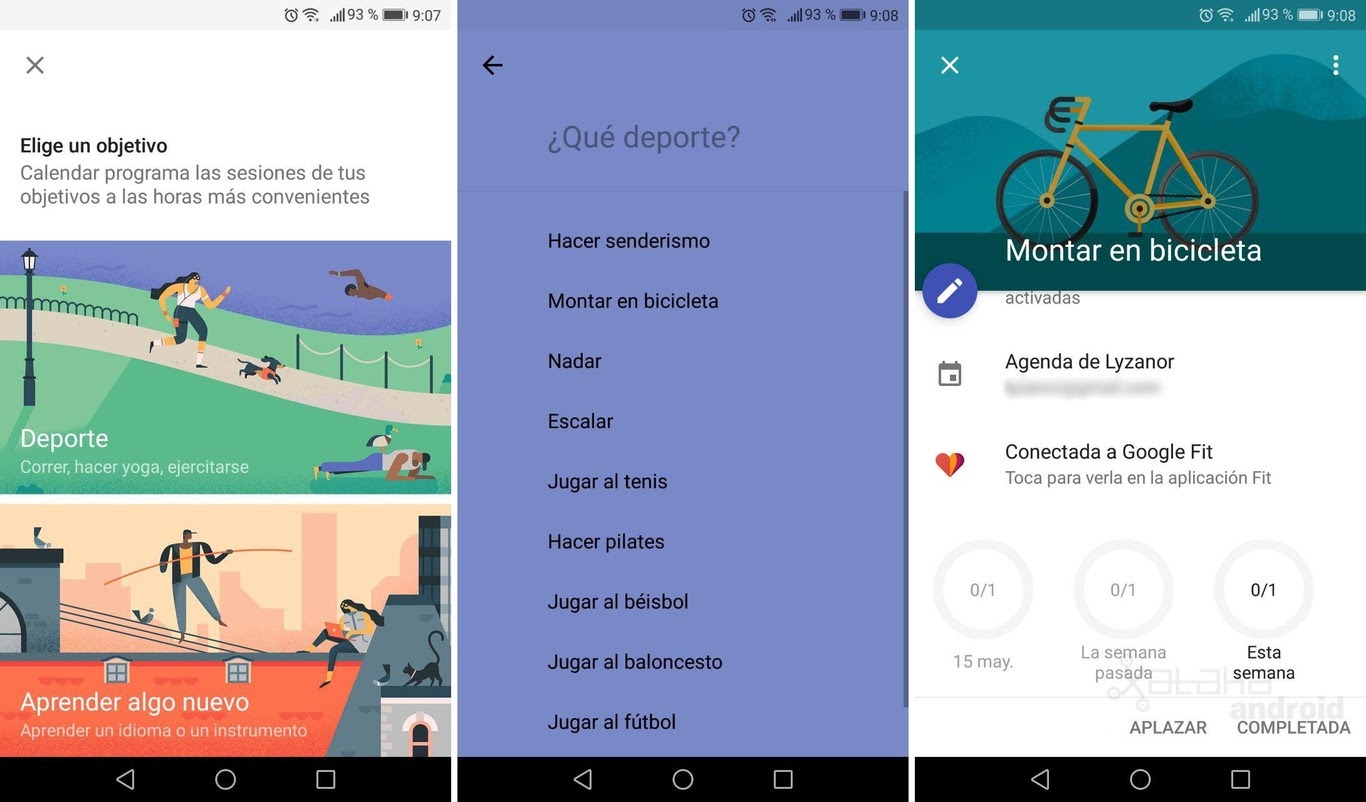 93 % 9:07
Elige un objetivo
Calendar programa las sesiones de tus
objetivos a las horas más convenientes
Deporte
Correr, hacer yoga, ejercitarse
Aprender algo nuevo
Aprender un idioma o un instrumento
93 % 9:08
¿Qué deporte?
Hacer senderismo
Montar en bicicleta
Nadar
Escalar
Jugar al tenis
Hacer pilates
Jugar al béisbol
Jugar al baloncesto
Jugar al fútbol
93 % 9:08
Montar en bicicleta
activadas
Agenda de Lyzanor
Conectada a Google Fit
Toca para verla en la aplicación Fit
0/1 0/1 0/1
15 may.
La semana
pasada
Esta
semana
xataka
android
APLAZAR COMPLETADA